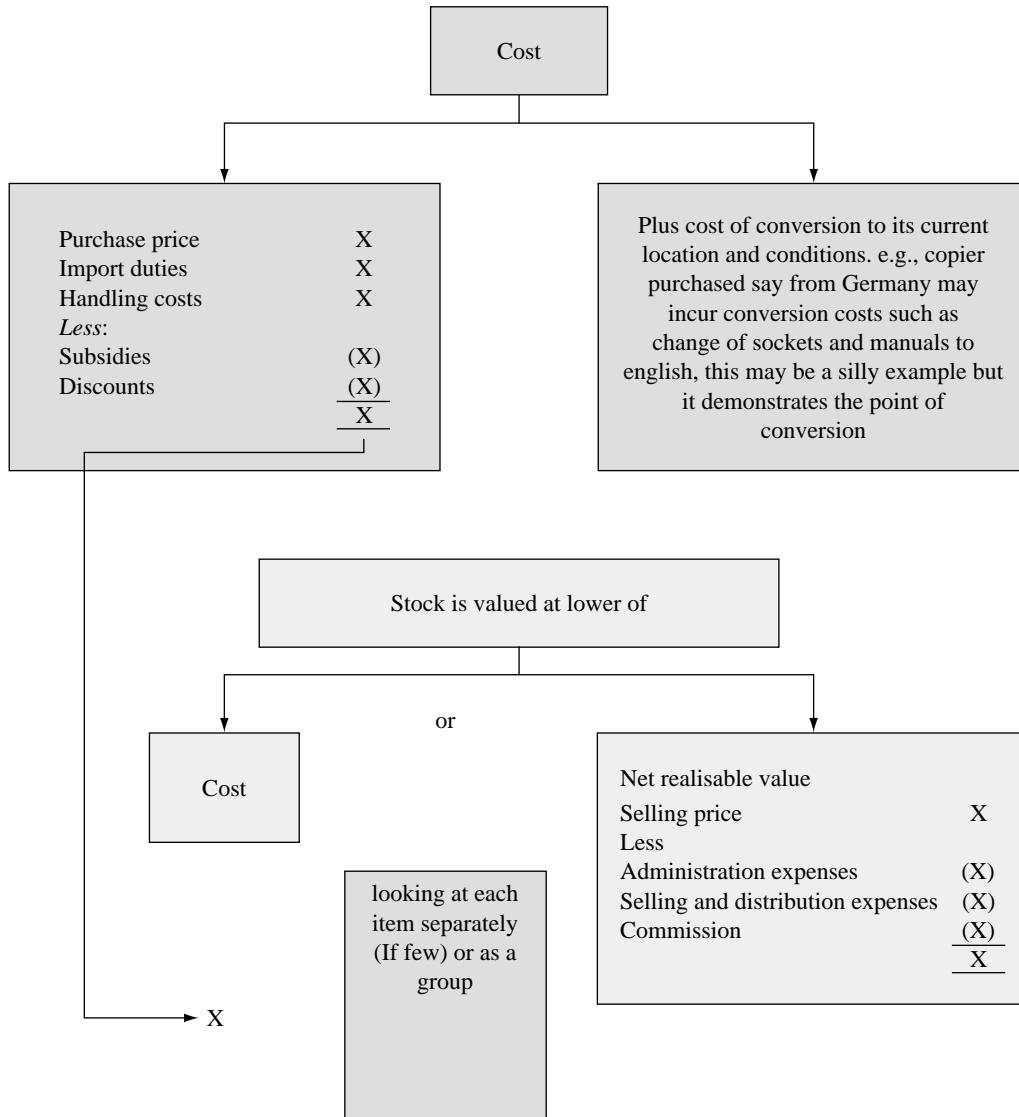 Cost
Purchase price X
Import duties X
Handling costs X
Less:
Subsidies (X)
Discounts (X)
X
Plus cost of conversion to its current
location and conditions. e.g., copier
purchased say from Germany may
incur conversion costs such as
change of sockets and manuals to
english, this may be a silly example but
it demonstrates the point of
conversion
Stock is valued at lower of
or
Cost
Net realisable value
Selling price X
Less
Administration expenses (X)
Selling and distribution expenses (X)
Commission (X)
X
looking at each
item separately
(If few) or as a
group
X